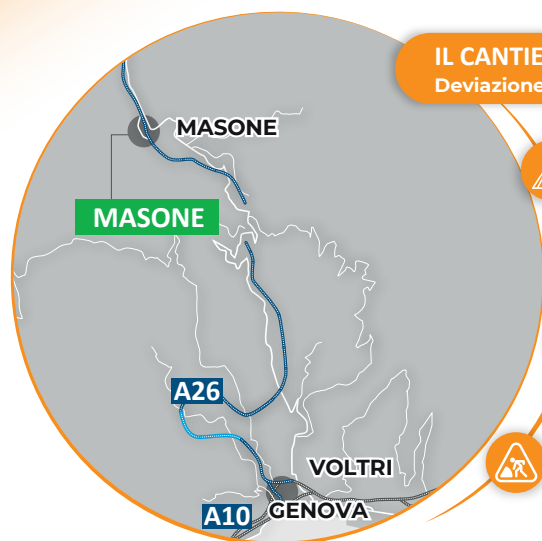 IL CANTIE
Deviazione
MASONE
MASONE
A26
VOLTRI
GENOVA
A10